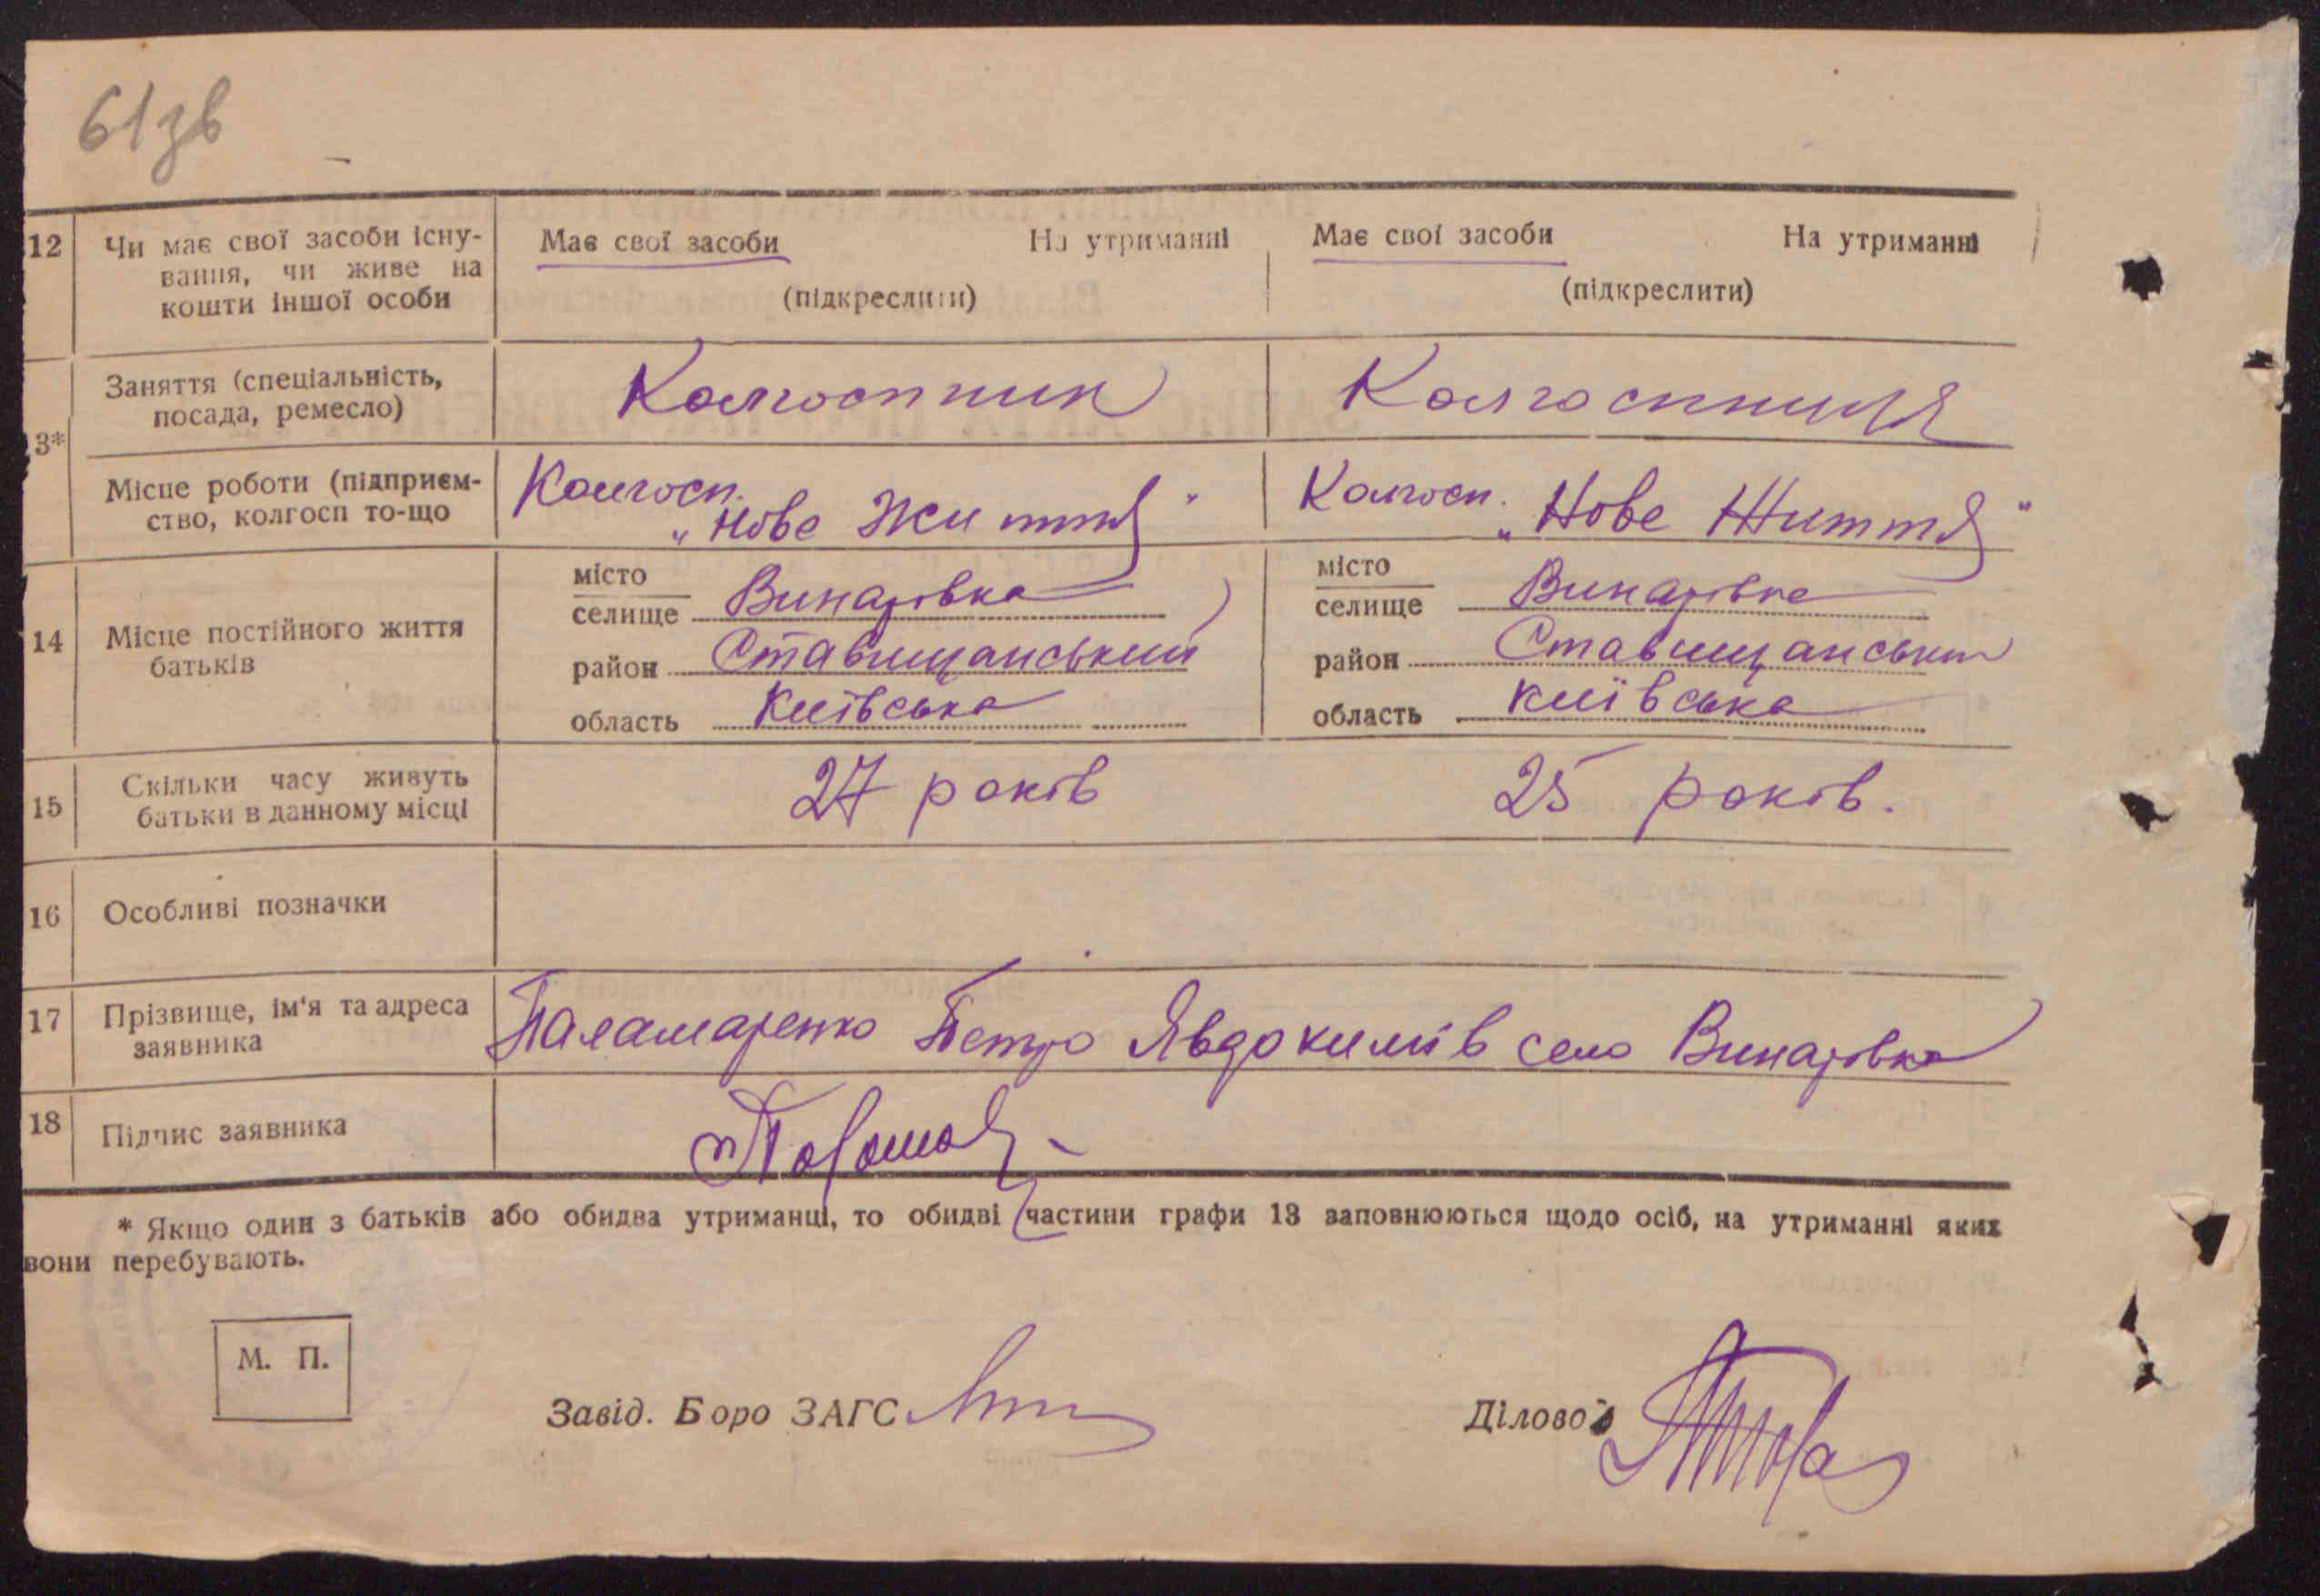 61зв
12 Чи має свої засоби існу- Має свої засоби На утриманні Має свої засоби На утриманні
вання, чи живе на
кошти іншої особи (підкреслити) (підкреслити)
Заняття (спеціальність, Колгоспник Колгоспниця
посада, ремесло)
13*
Місце роботи (підприєм- Колгосп. Колгосп.
ство, колгосп то-що „Нове Життя" „Нове Життя"
місто місто
селище Винарівка селище Винарівка
14 Місце постійного життя район Ставищанський район Ставищанський
батьків
область Київська область Київська
15 Скільки часу живуть 27 років 25 років.
батьки в данному місці
16 Особливі позначки
17 Прізвище, ім'я та адреса Паламаренко Петро Явдокимів село Винарівка
заявника
18 Підпис заявника
* Якщо один з батьків або обидва утриманці, то обидві частини графи 13 заповнюються щодо осіб, на утриманні яких
вони перебувають.
М. П.
Завід. Боро ЗАГС Діловод